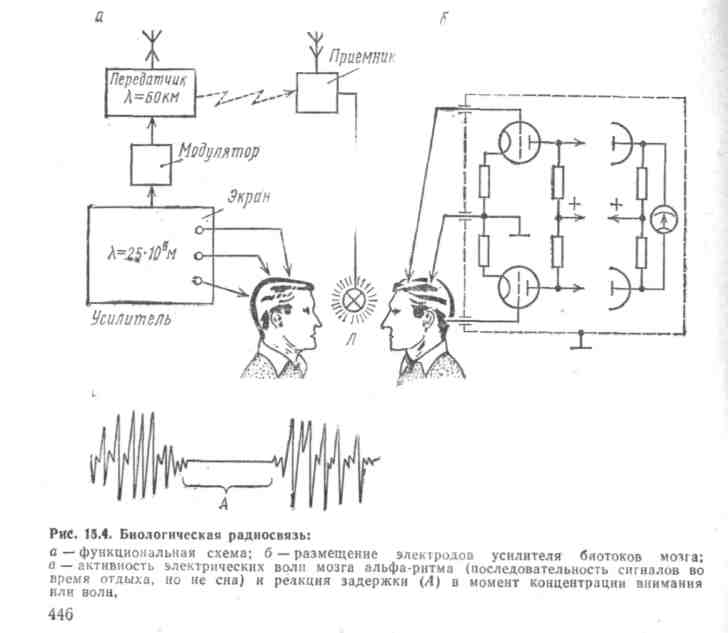 а
б
Приемник
Передатчик
λ=60км
Модулятор
Экран
λ=25·10⁶м
Усилитель
Л
+ +
А
Рис. 15.4. Биологическая радиосвязь:
а — функциональная схема; б — размещение электродов усилителя биотоков мозга;
в — активность электрических волн мозга альфа-ритма (последовательность сигналов во
время отдыха, но не сна) и реакция задержки (А) в момент концентрации внимания
или воли,
446